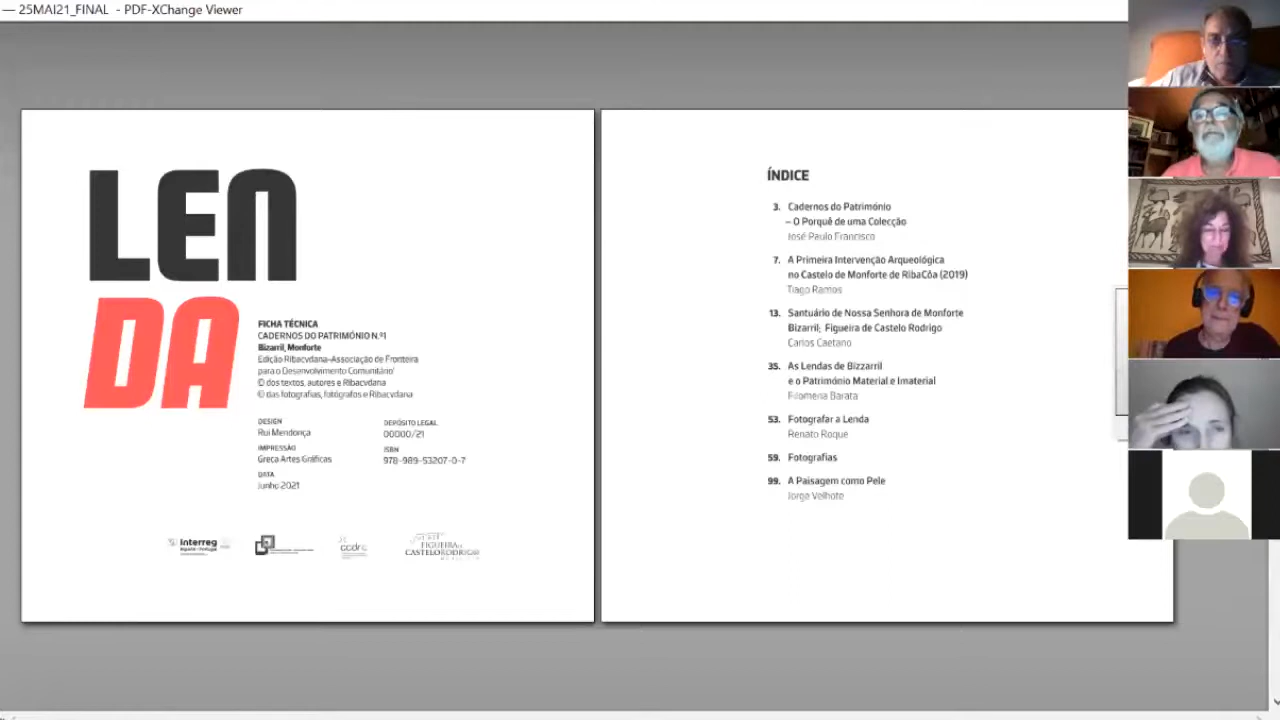 — 25MAI21_FINAL - PDF-XChange Viewer
LEN
DA
FICHA TÉCNICA
CADERNOS DO PATRIMÓNIO N.º1
Bizarril, Monforte
Edição Ribacvdana-Associação de Fronteira
para o Desenvolvimento Comunitário
© dos textos, autores e Ribacvdana
© das fotografias, fotógrafos e Ribacvdana
DESIGN
Rui Mendonça
IMPRESSÃO
Greca Artes Gráficas
DATA
Junho 2021
DEPÓSITO LEGAL
00000/21
ISBN
978-989-53207-0-7
Interreg
España - Portugal
ccdrc
FIGUEIRA DE
CASTELO RODRIGO
ÍNDICE
3. Cadernos do Património
– O Porquê de uma Colecção
José Paulo Francisco
7. A Primeira Intervenção Arqueológica
no Castelo de Monforte de RibaCôa (2019)
Tiago Ramos
13. Santuário de Nossa Senhora de Monforte
Bizarril; Figueira de Castelo Rodrigo
Carlos Caetano
35. As Lendas de Bizzarril
e o Património Material e Imaterial
Filomena Barata
53. Fotografar a Lenda
Renato Roque
59. Fotografias
99. A Paisagem como Pele
Jorge Velhote